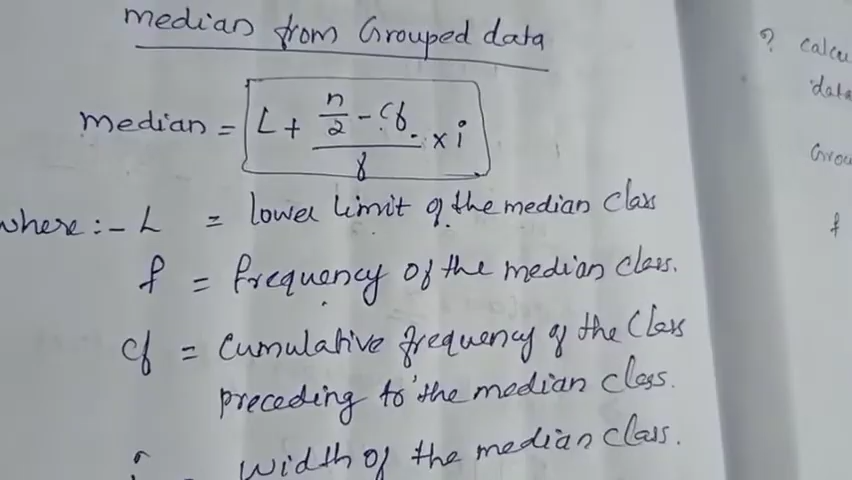 median from Grouped data
median = L + n/2 - cf. / f × i
where :- L = lower limit of the median class
f = frequency of the median class.
cf = cumulative frequency of the class
preceding to the median class.
i = width of the median class.
?
data
f